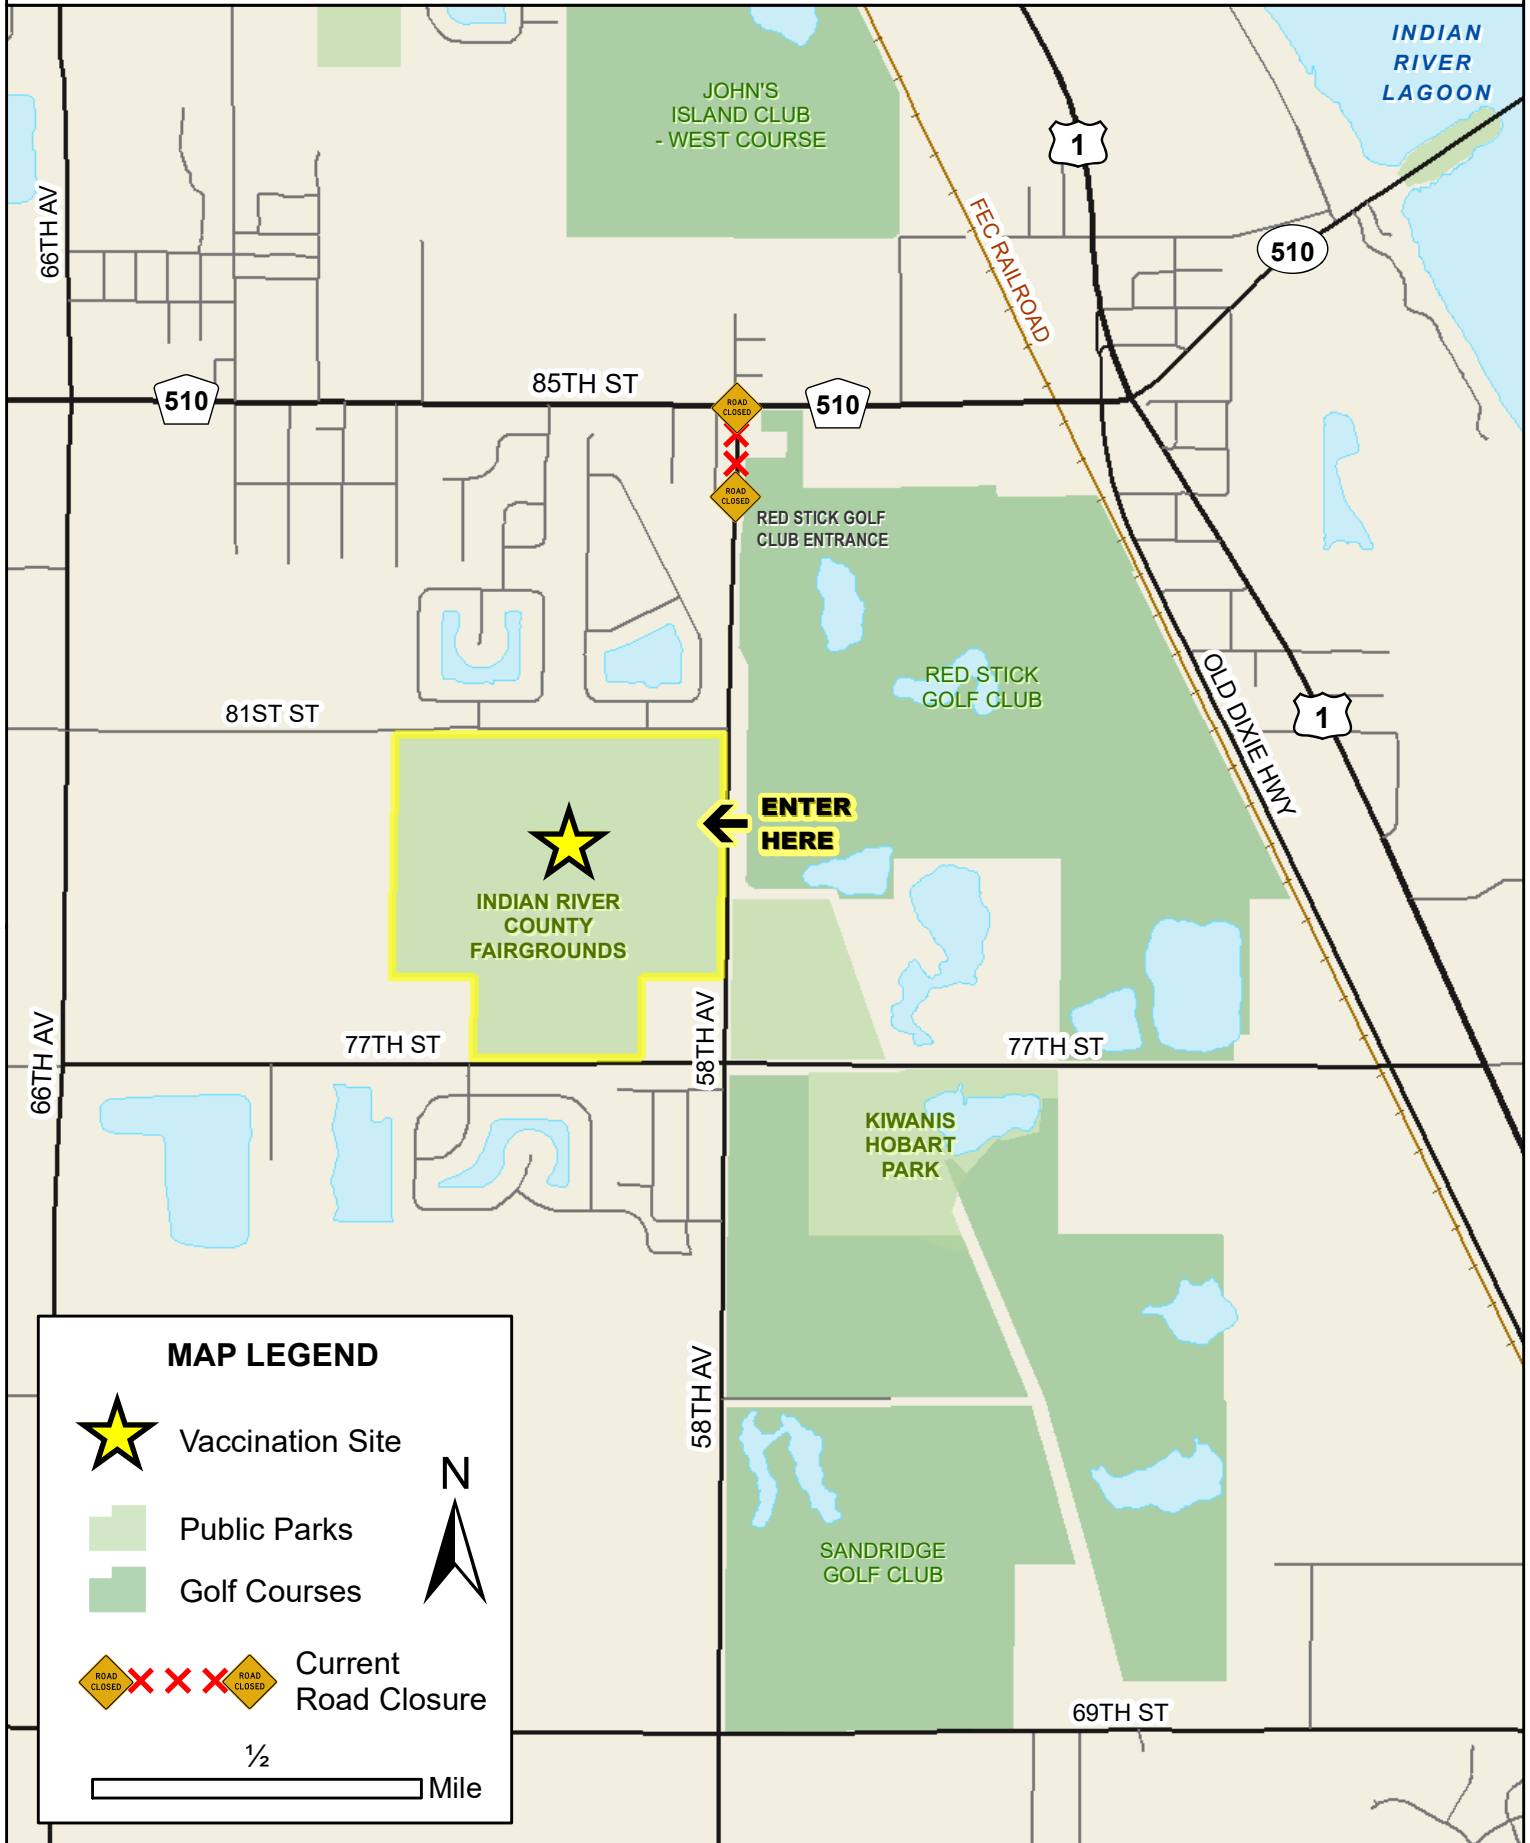 INDIAN
RIVER
LAGOON
JOHN'S
ISLAND CLUB
- WEST COURSE
1
66TH AV
FEC RAILROAD
510
85TH ST
510
510
ROAD
CLOSED
ROAD
CLOSED
RED STICK GOLF
CLUB ENTRANCE
RED STICK
GOLF CLUB
OLD DIXIE HWY
1
81ST ST
ENTER
HERE
INDIAN RIVER
COUNTY
FAIRGROUNDS
66TH AV
77TH ST
58TH AV
77TH ST
KIWANIS
HOBART
PARK
58TH AV
SANDRIDGE
GOLF CLUB
69TH ST
MAP LEGEND
Vaccination Site
N
Public Parks
Golf Courses
ROAD
CLOSED
ROAD
CLOSED
Current
Road Closure
½
Mile